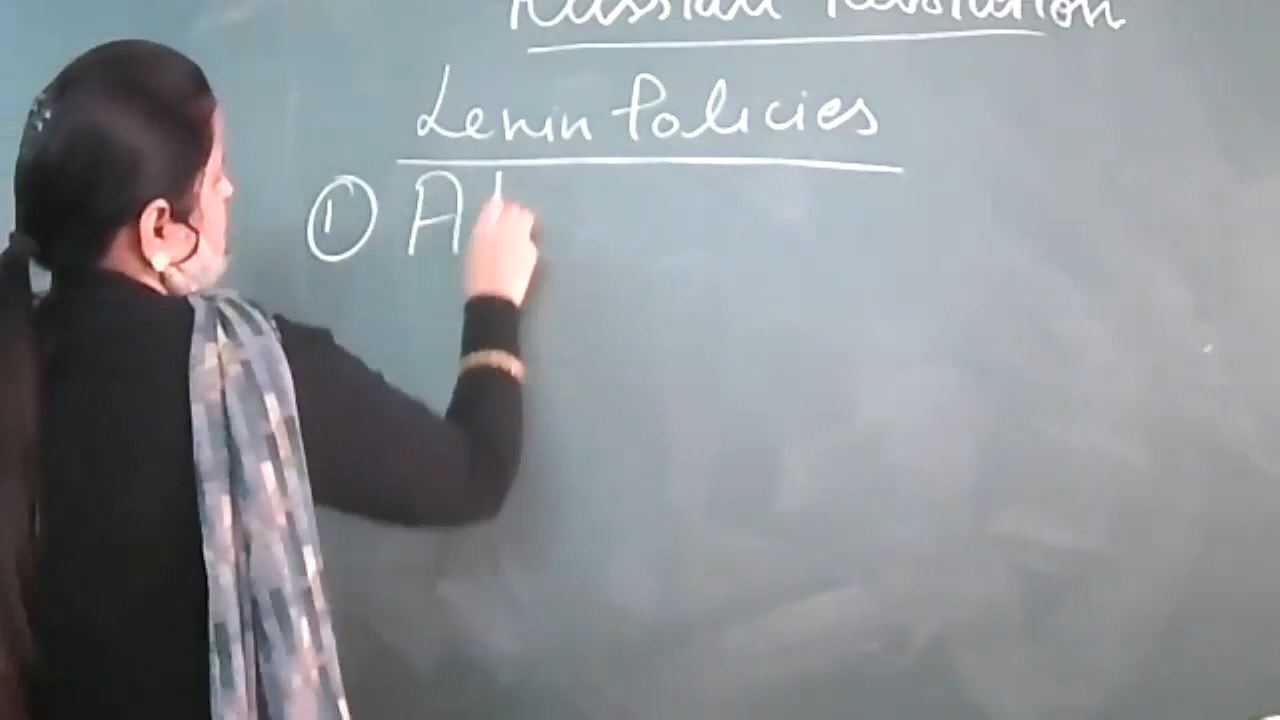 Russian Revolution
Lenin Policies
① A